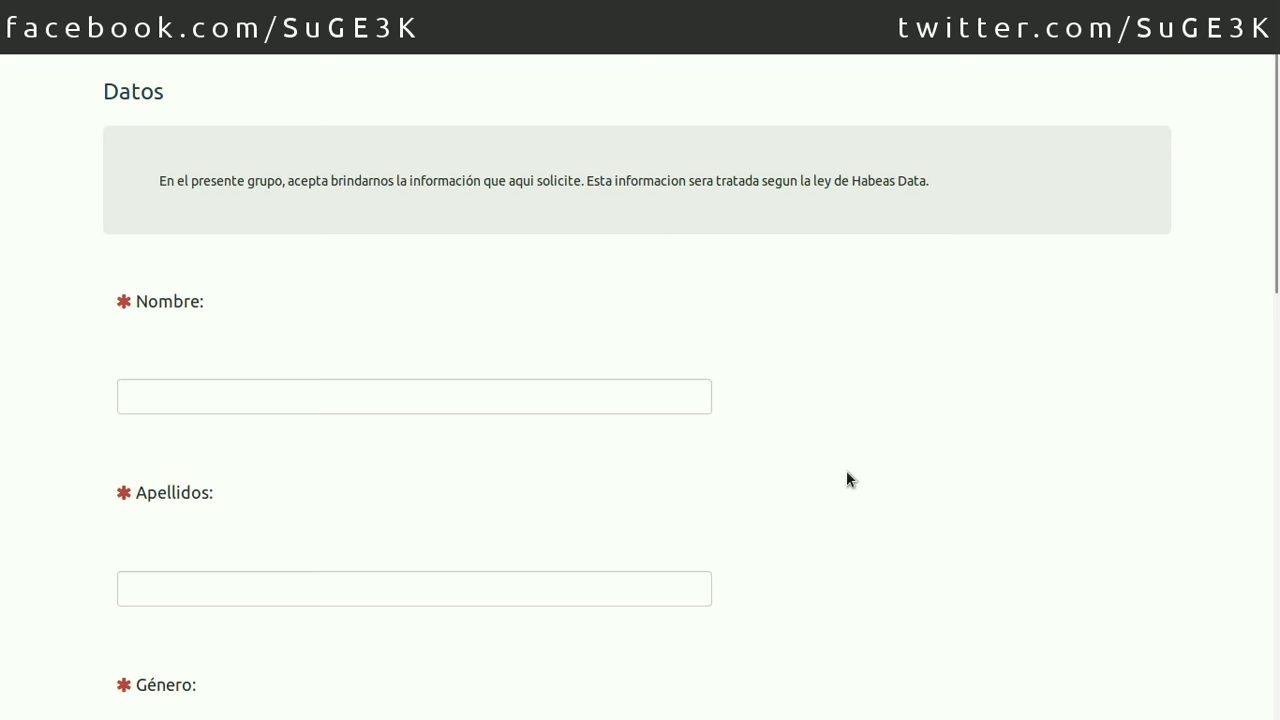 facebook.com/SuGE3K twitter.com/SuGE3K
Datos
En el presente grupo, acepta brindarnos la información que aqui solicite. Esta informacion sera tratada segun la ley de Habeas Data.
✱ Nombre:
✱ Apellidos:
✱ Género: